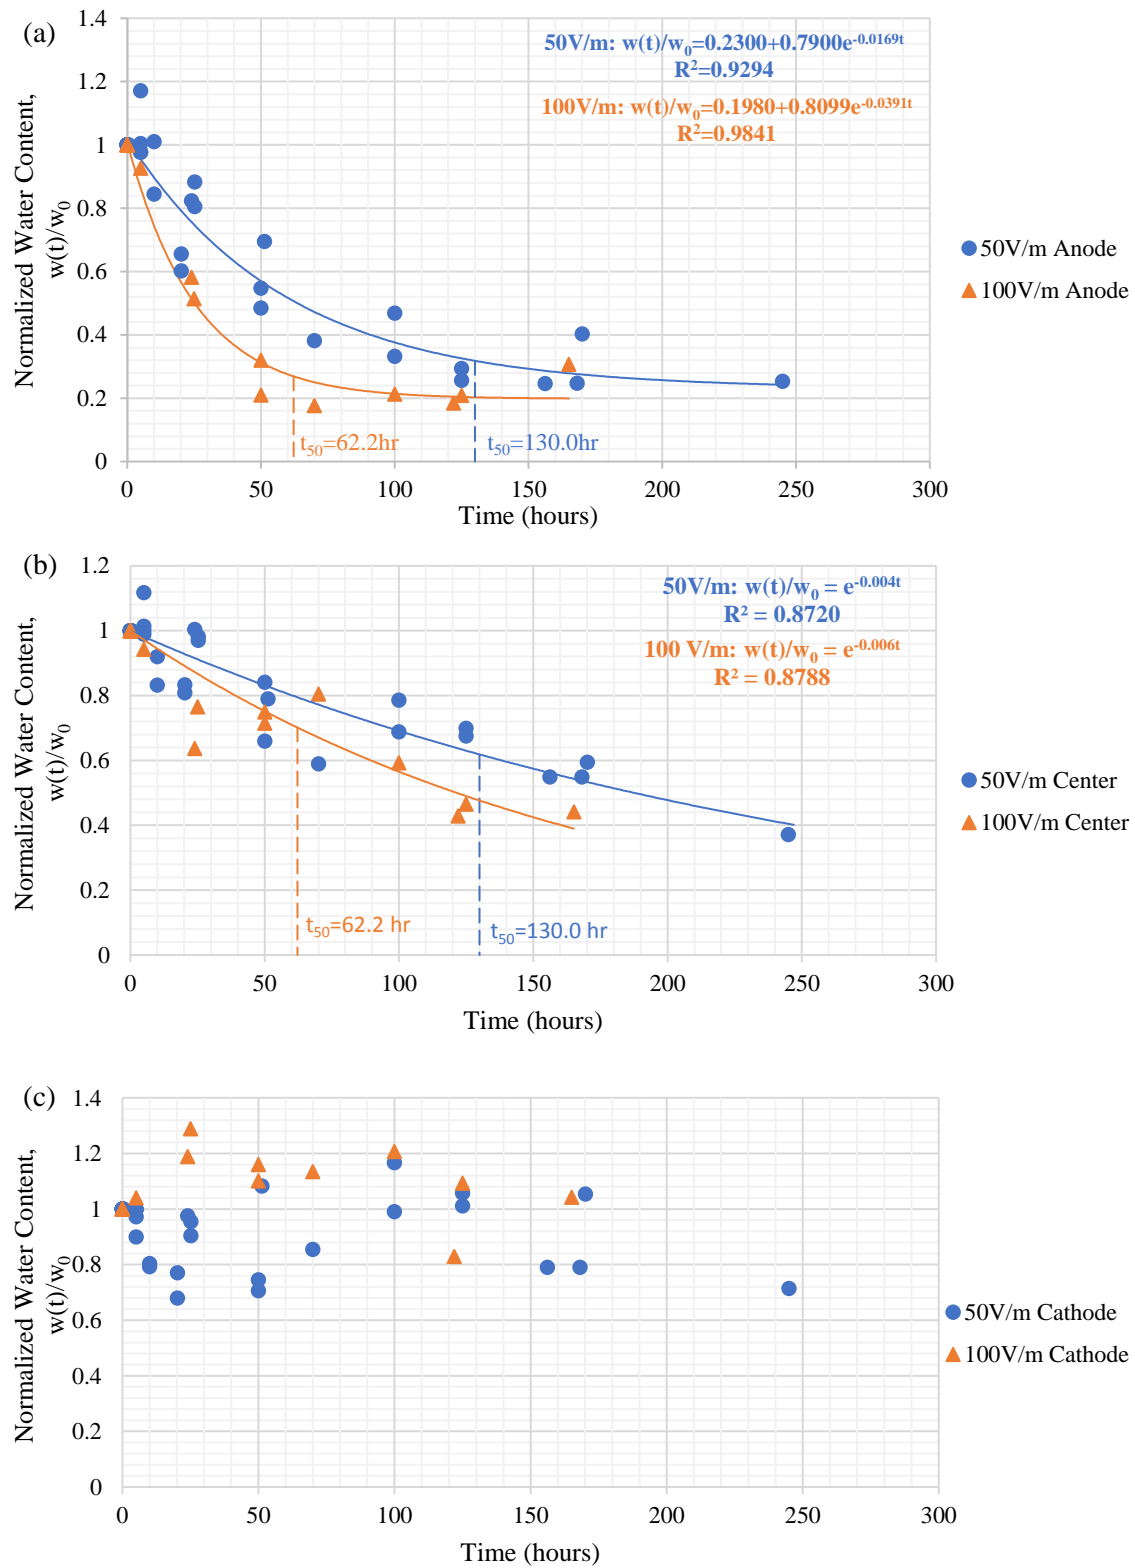 (a)
1.4
1.2
1
0.8
0.6
0.4
0.2
0
Normalized Water Content,
w(t)/w₀
50V/m: w(t)/w₀=0.2300+0.7900e^-0.0169t
R²=0.9294
100V/m: w(t)/w₀=0.1980+0.8099e^-0.0391t
R²=0.9841
t₅₀=62.2hr
t₅₀=130.0hr
0 50 100 150 200 250 300
Time (hours)
50V/m Anode
100V/m Anode
(b)
1.2
1
0.8
0.6
0.4
0.2
0
Normalized Water Content,
w(t)/w₀
50V/m: w(t)/w₀ = e^-0.004t
R² = 0.8720
100 V/m: w(t)/w₀ = e^-0.006t
R² = 0.8788
t₅₀=62.2 hr
t₅₀=130.0 hr
0 50 100 150 200 250 300
Time (hours)
50V/m Center
100V/m Center
(c)
1.4
1.2
1
0.8
0.6
0.4
0.2
0
Normalized Water Content,
w(t)/w₀
0 50 100 150 200 250 300
Time (hours)
50V/m Cathode
100V/m Cathode